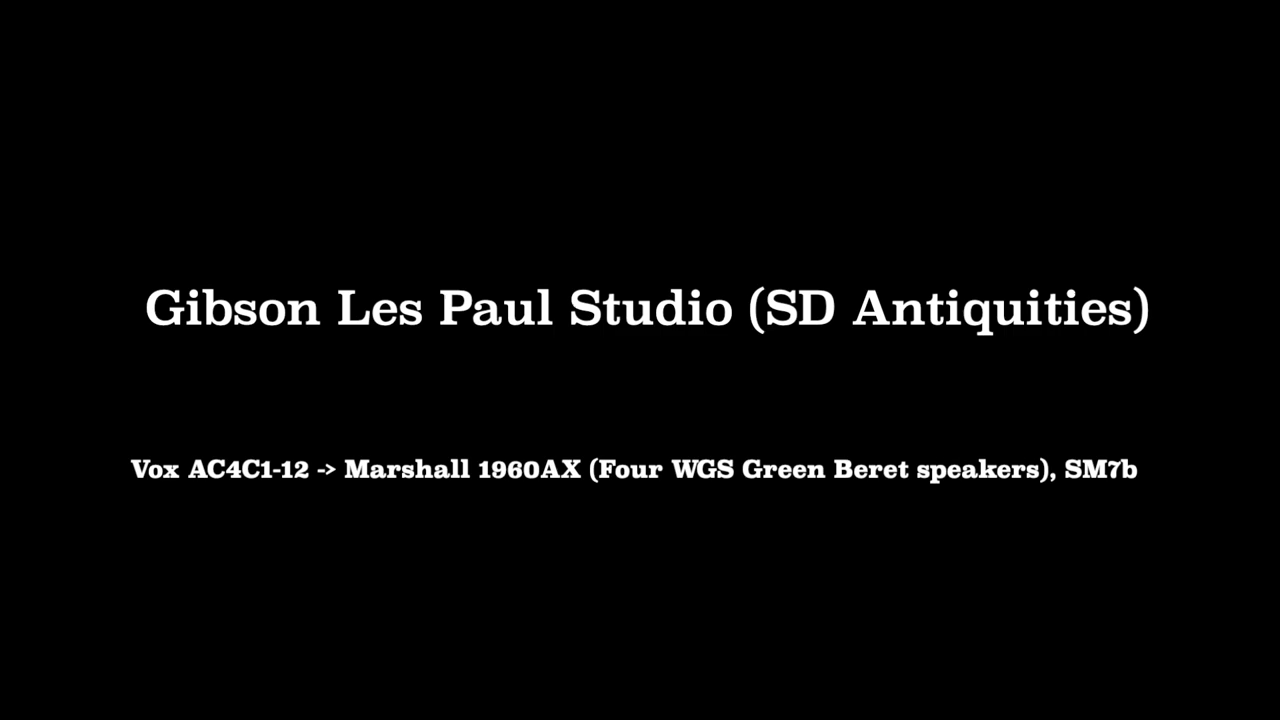 Gibson Les Paul Studio (SD Antiquities)
Vox AC4C1-12 -> Marshall 1960AX (Four WGS Green Beret speakers), SM7b